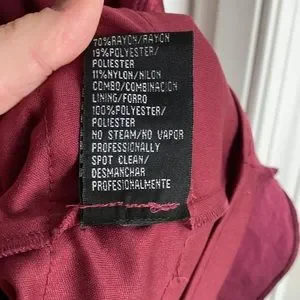 70%RAYON/RAYON
19%POLYESTER/
POLIESTER
11%NYLON/NILON
COMBO/COMBINACION
LINING/FORRO
100%POLYESTER/
POLIESTER
NO STEAM/NO VAPOR
PROFESSIONALLY
SPOT CLEAN/
DESMANCHAR
PROFESIONALMENTE